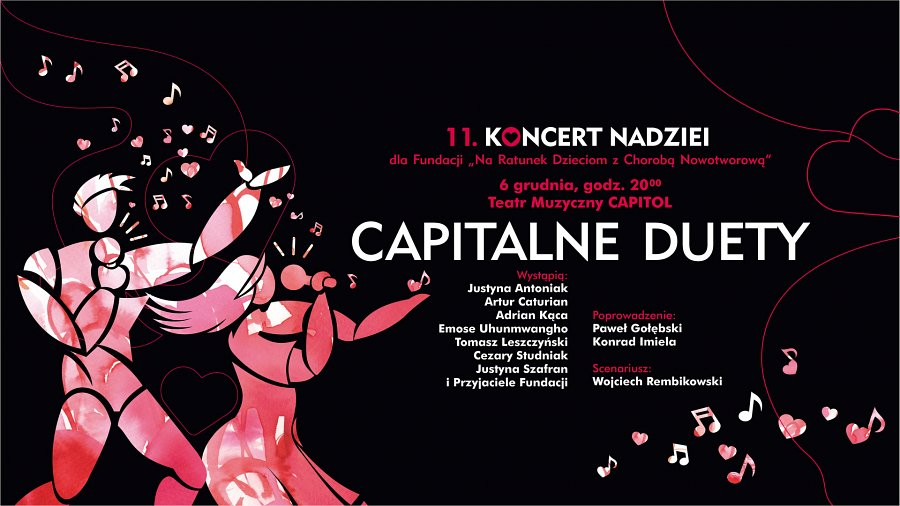 11. KONCERT NADZIEI
dla Fundacji „Na Ratunek Dzieciom z Chorobą Nowotworową“
6 grudnia, godz. 20⁰⁰
Teatr Muzyczny CAPITOL
CAPITALNE DUETY
Wystąpią:
Justyna Antoniak
Artur Caturian
Adrian Kąca
Emose Uhunmwangho
Tomasz Leszczyński
Cezary Studniak
Justyna Szafran
i Przyjaciele Fundacji
Poprowadzenie:
Paweł Gołębski
Konrad Imiela
Scenariusz:
Wojciech Rembikowski